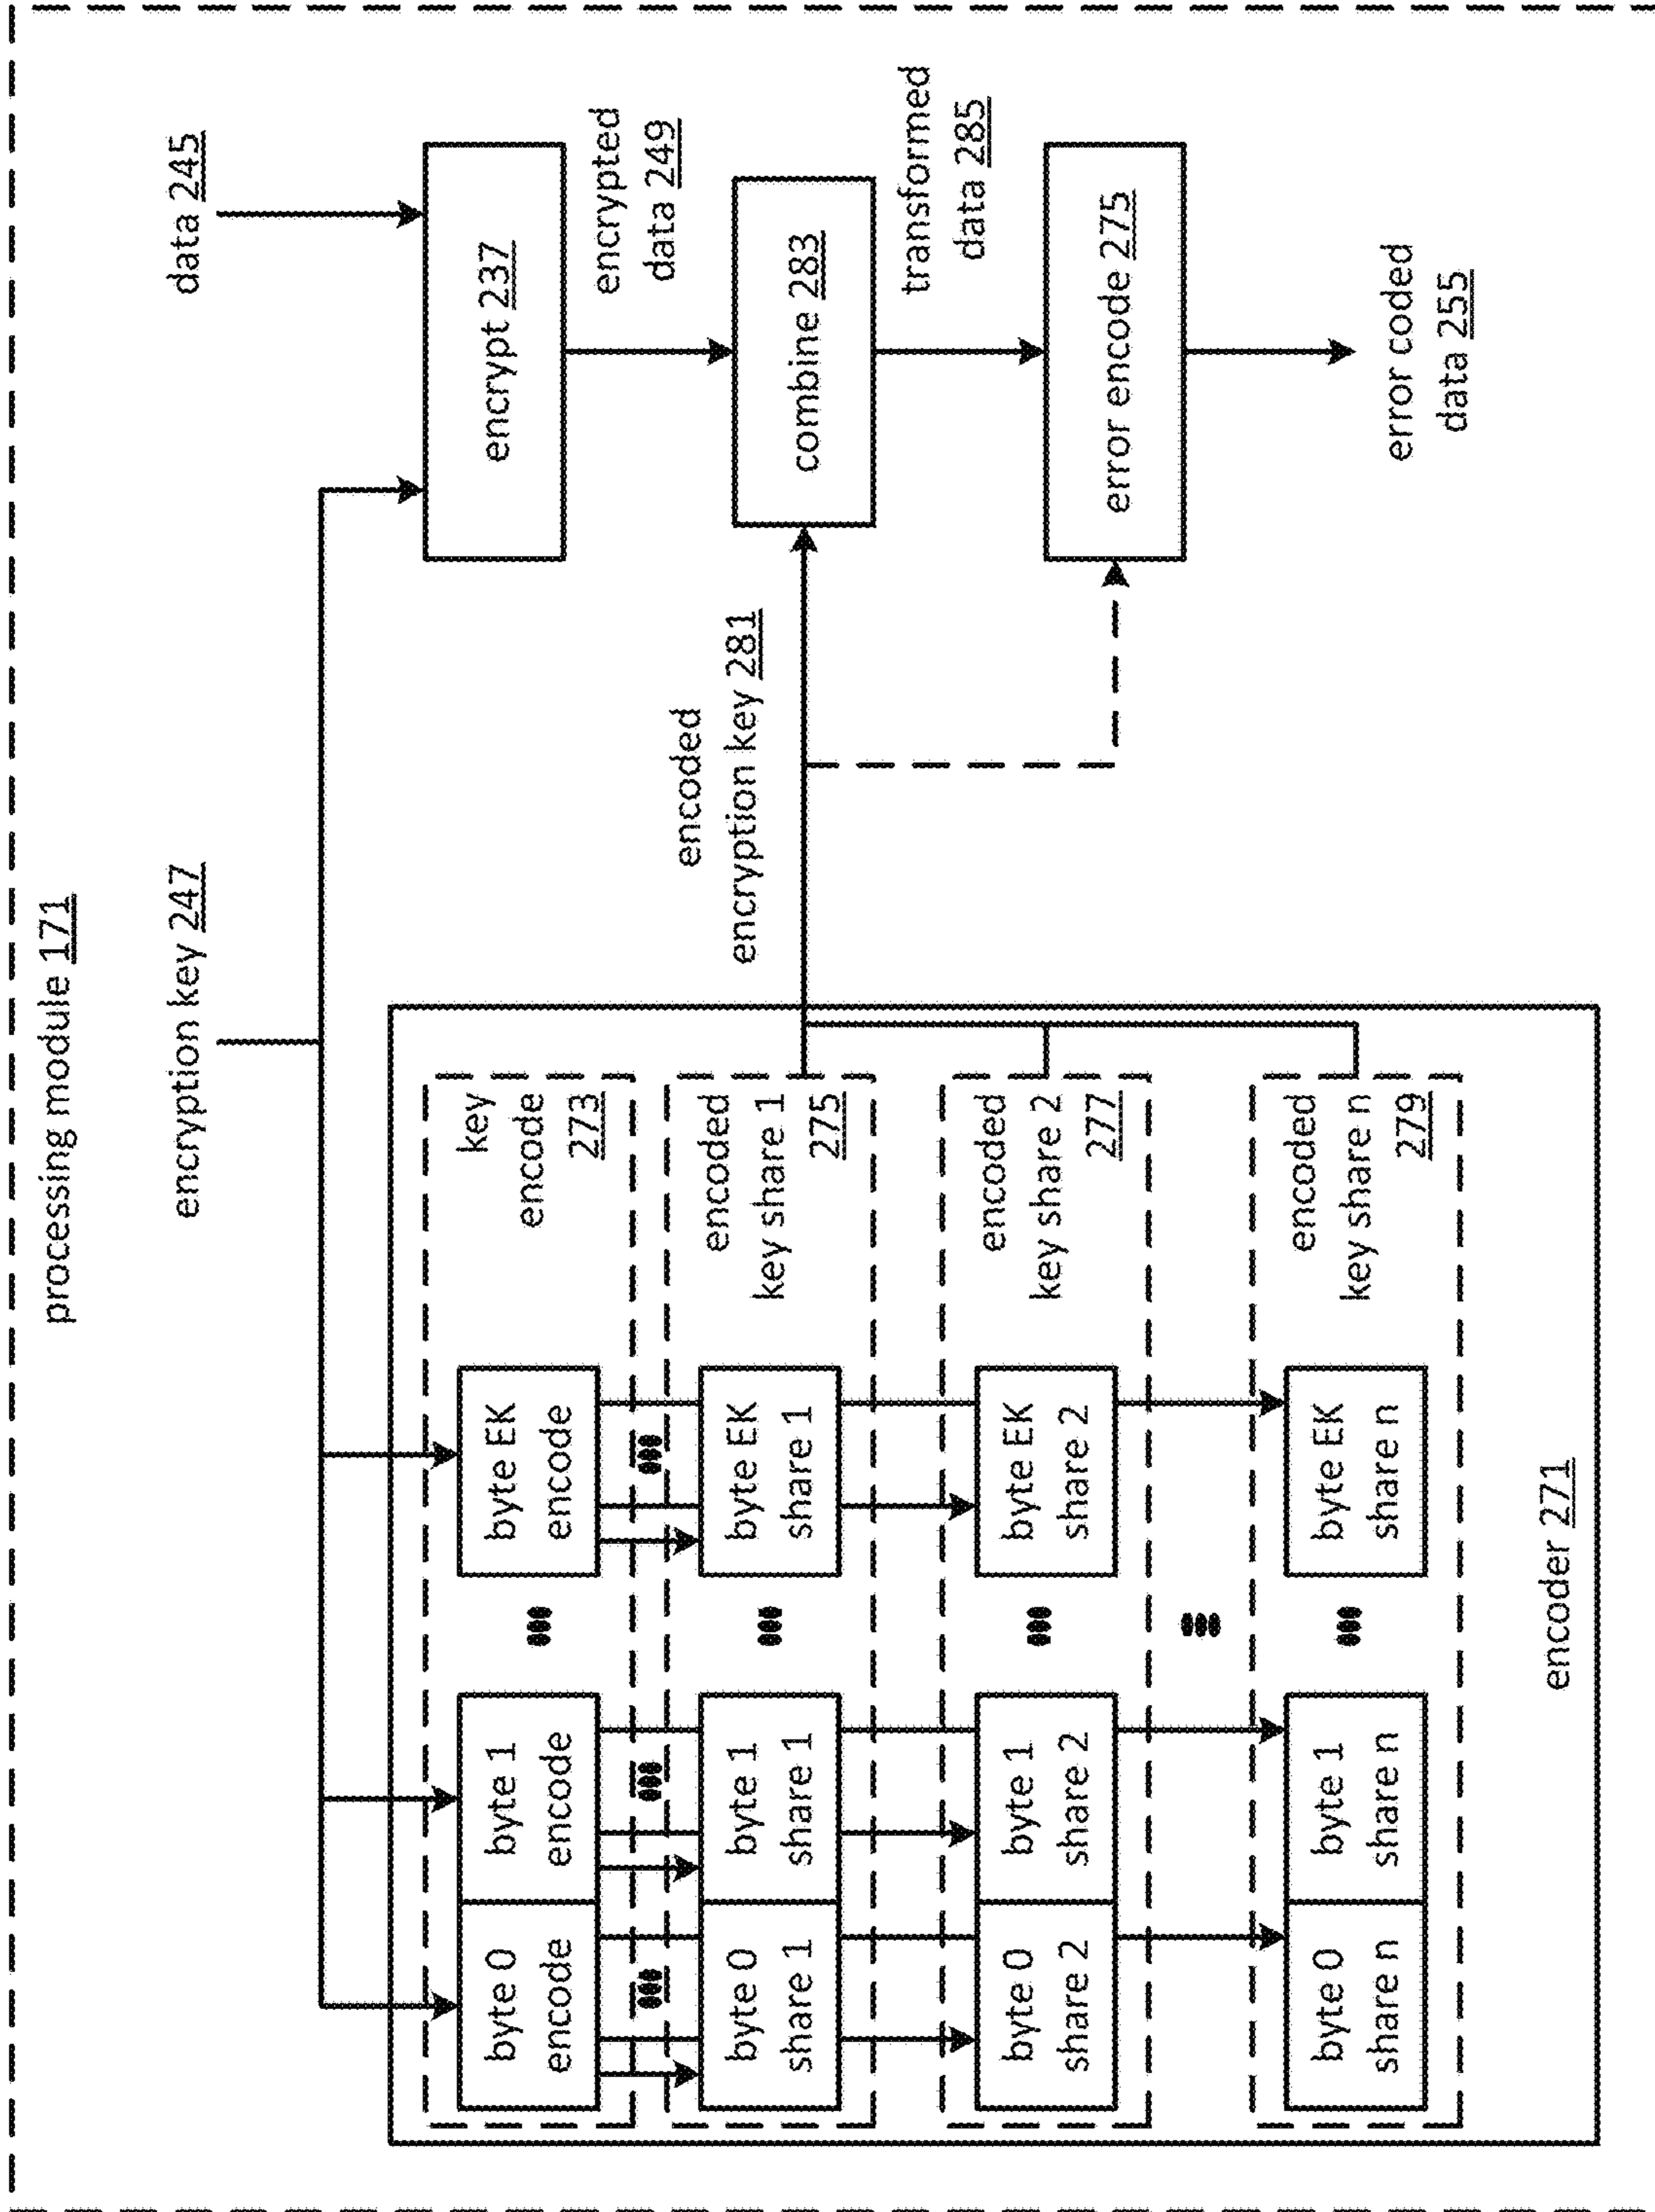 processing module 171
encryption key 247
data 245
key
encode
273
byte 0
encode
byte 1
encode
byte EK
encode
encrypt 237
encrypted
data 249
encoded
key share 1
275
byte 0
share 1
byte 1
share 1
byte EK
share 1
encoded
encryption key 281
combine 283
transformed
data 285
encoded
key share 2
277
byte 0
share 2
byte 1
share 2
byte EK
share 2
error encode 275
encoded
key share n
279
byte 0
share n
byte 1
share n
byte EK
share n
error coded
data 255
encoder 271